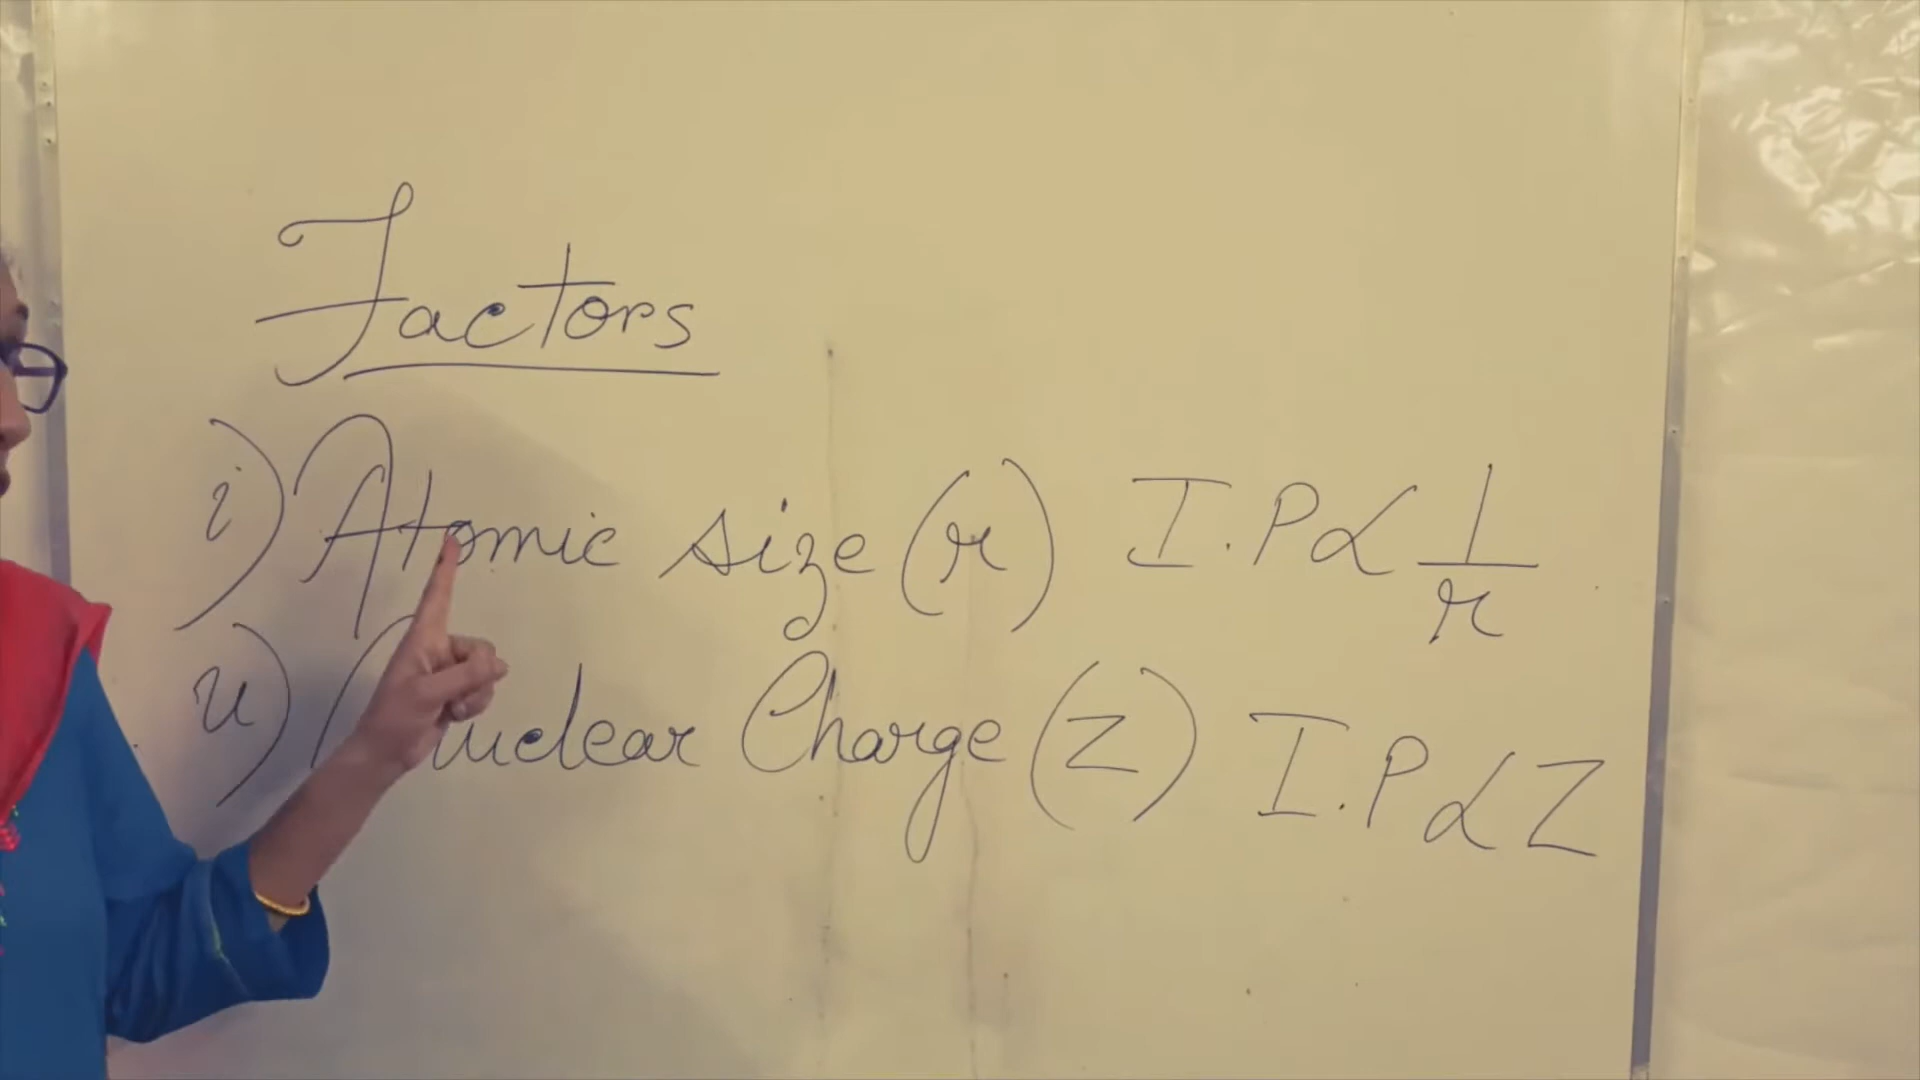 Factors
i) Atomic size (r) I.P ∝ 1/r
ii) Nuclear Charge (Z) I.P ∝ Z